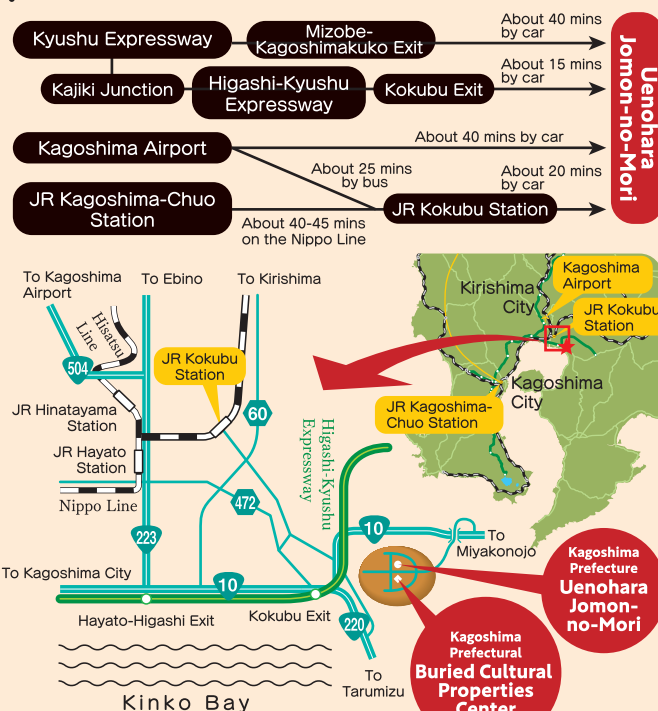 Kyushu Expressway
Mizobe-
Kagoshimakuko Exit
About 40 mins
by car
Kajiki Junction
Higashi-Kyushu
Expressway
Kokubu Exit
About 15 mins
by car
Kagoshima Airport
About 40 mins by car
About 25 mins
by bus
About 20 mins
by car
JR Kagoshima-Chuo
Station
About 40-45 mins
on the Nippo Line
JR Kokubu Station
Uenohara
Jomon-no-Mori
To Kagoshima
Airport
To Ebino
To Kirishima
Hisatsu
Line
504
JR Kokubu
Station
JR Hinatayama
Station
JR Hayato
Station
60
Nippo Line
472
223
Higashi-Kyushu
Expressway
10
To
Miyakonojo
To Kagoshima City
10
Hayato-Higashi Exit
Kokubu Exit
220
To
Tarumizu
Kinko Bay
Kirishima
City
Kagoshima
Airport
JR Kokubu
Station
Kagoshima
City
JR Kagoshima-
Chuo Station
Kagoshima
Prefecture
Uenohara
Jomon-
no-Mori
Kagoshima
Prefectural
Buried Cultural
Properties
Center